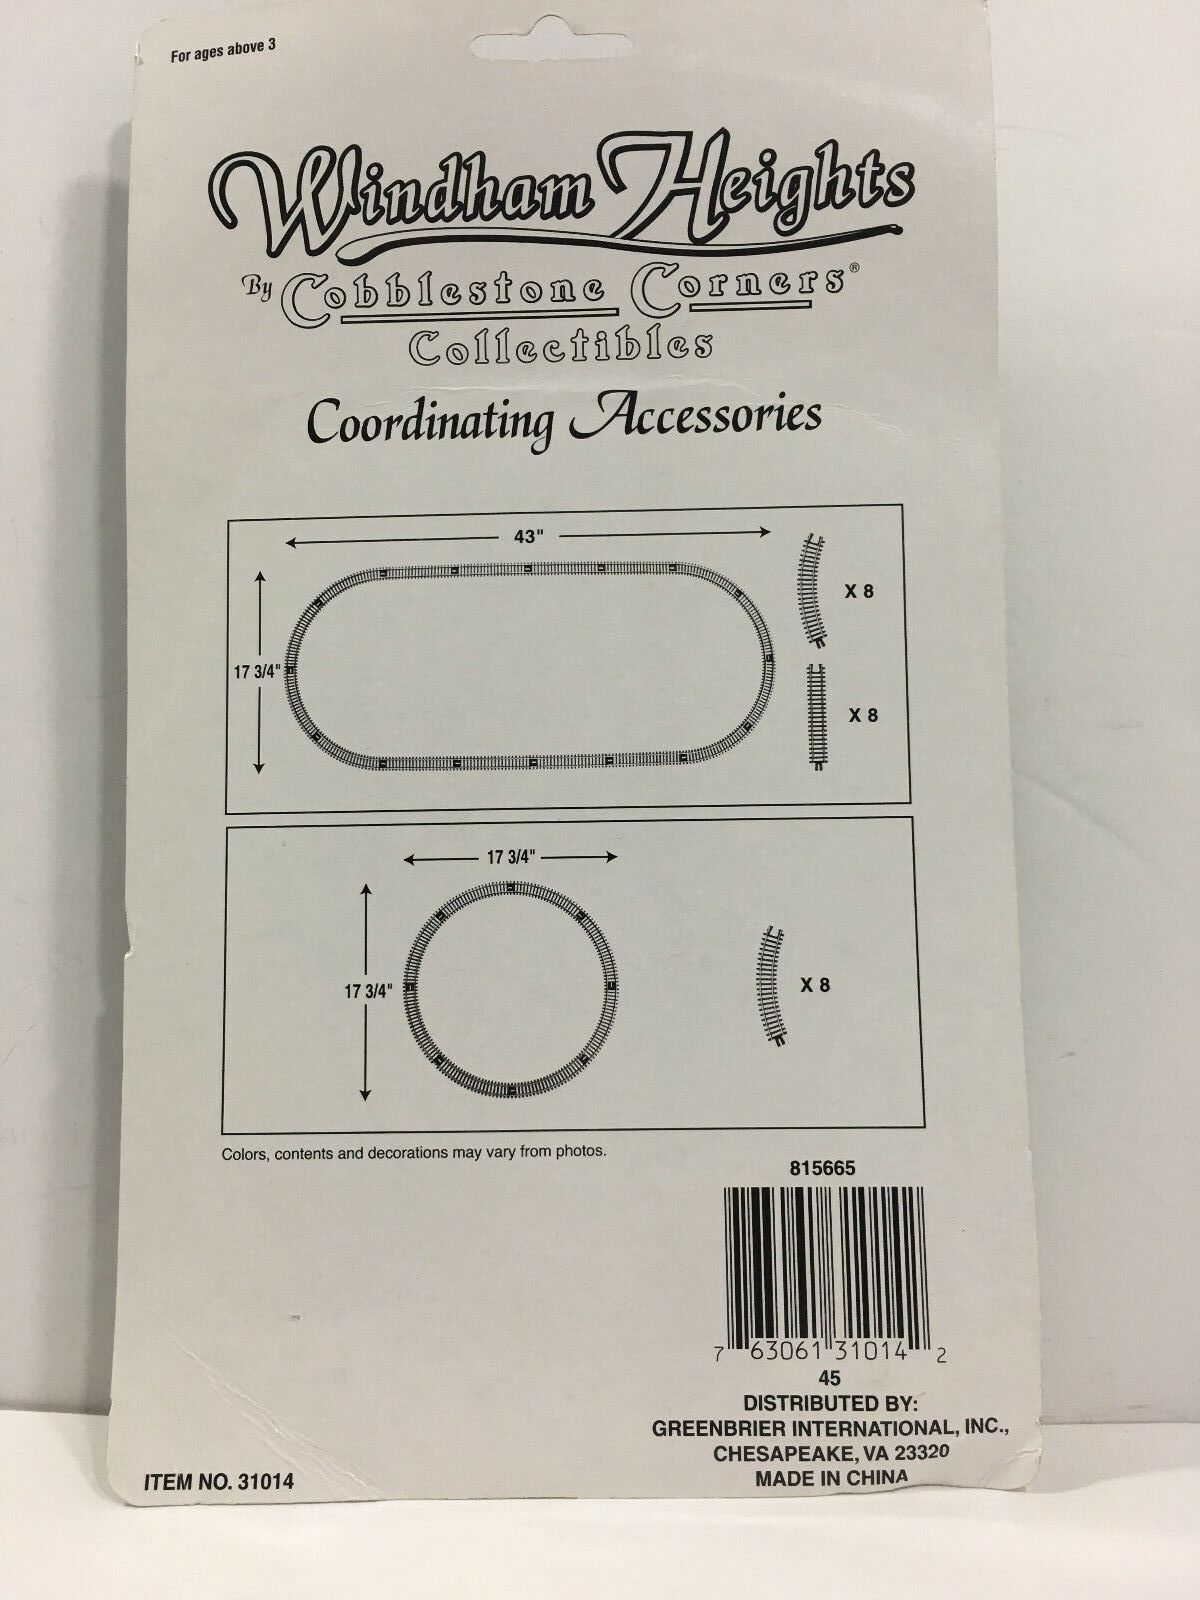 For ages above 3
Windham Heights
By Cobblestone Corners®
Collectibles
Coordinating Accessories
43"
17 3/4"
X 8
X 8
17 3/4"
17 3/4"
X 8
Colors, contents and decorations may vary from photos.
815665
7 63061 31014 2
45
DISTRIBUTED BY:
GREENBRIER INTERNATIONAL, INC.,
CHESAPEAKE, VA 23320
MADE IN CHINA
ITEM NO. 31014